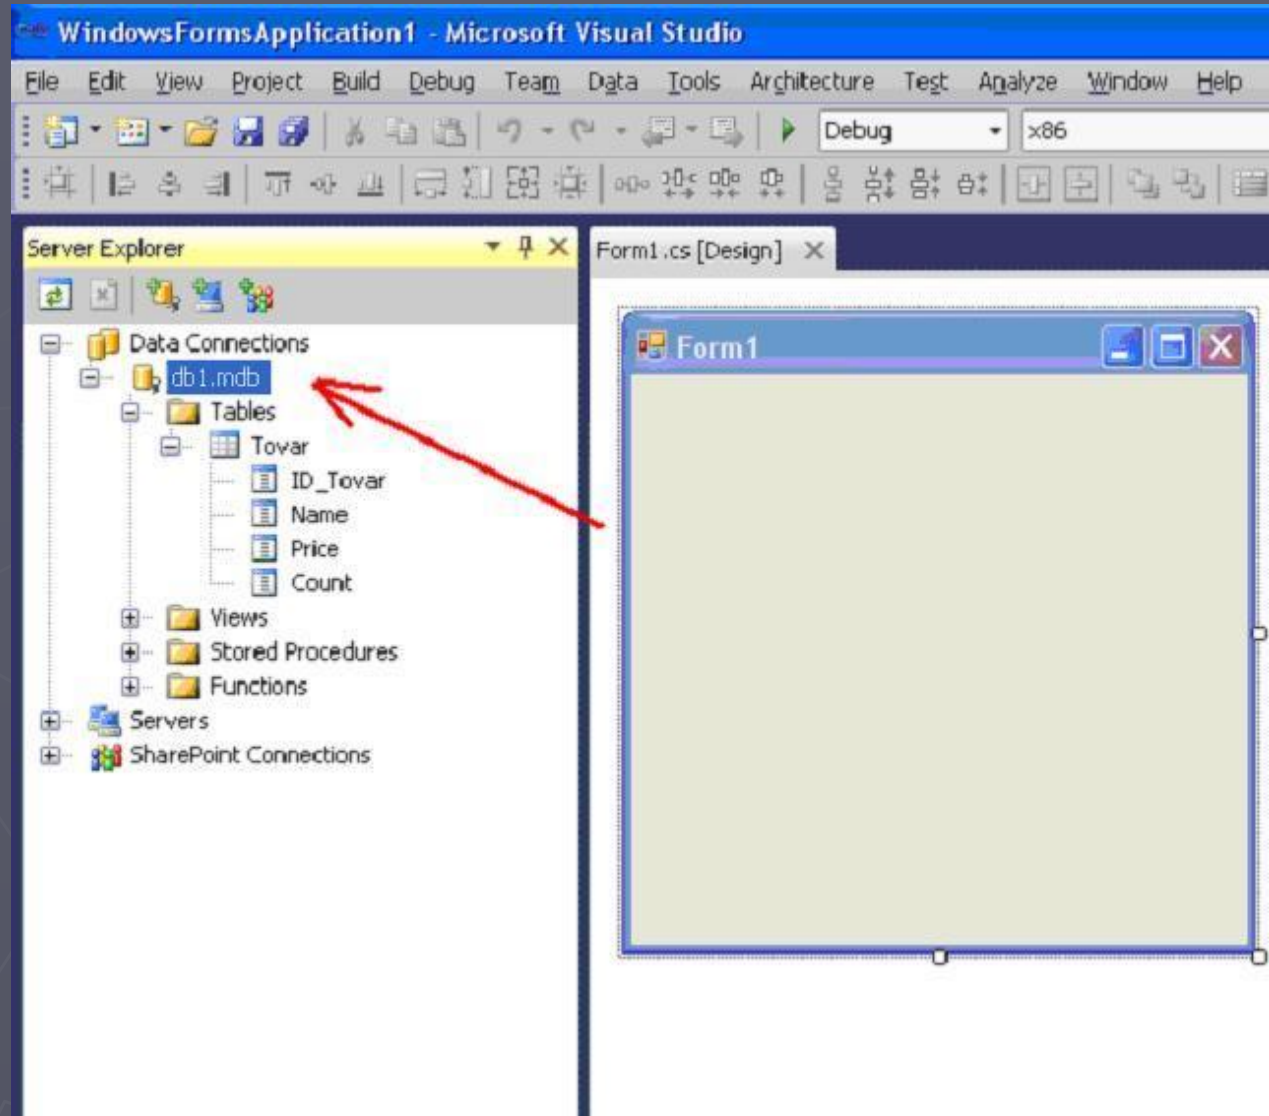 WindowsFormsApplication1 - Microsoft Visual Studio
File Edit View Project Build Debug Team Data Tools Architecture Test Analyze Window Help
Debug x86
Server Explorer
Form1.cs [Design]
Data Connections
Form1
db1.mdb
Tables
Tovar
ID_Tovar
Name
Price
Count
Views
Stored Procedures
Functions
Servers
SharePoint Connections